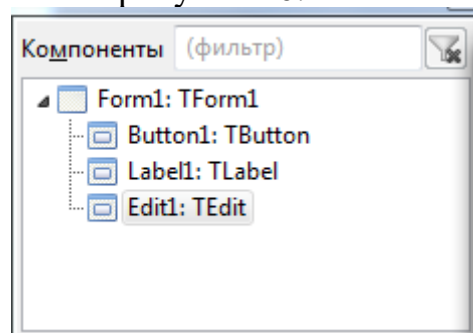 Компоненты (фильтр)
Form1: TForm1
Button1: TButton
Label1: TLabel
Edit1: TEdit